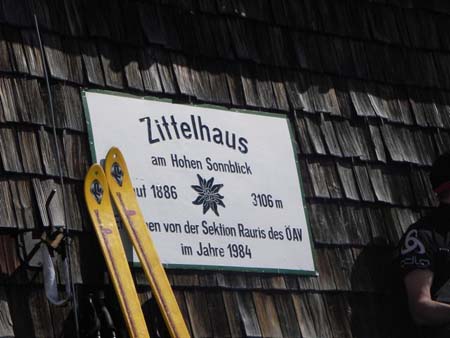 Zittelhaus
am Hohen Sonnblick
1886 3106 m
von der Sektion Rauris des ÖAV
im Jahre 1984